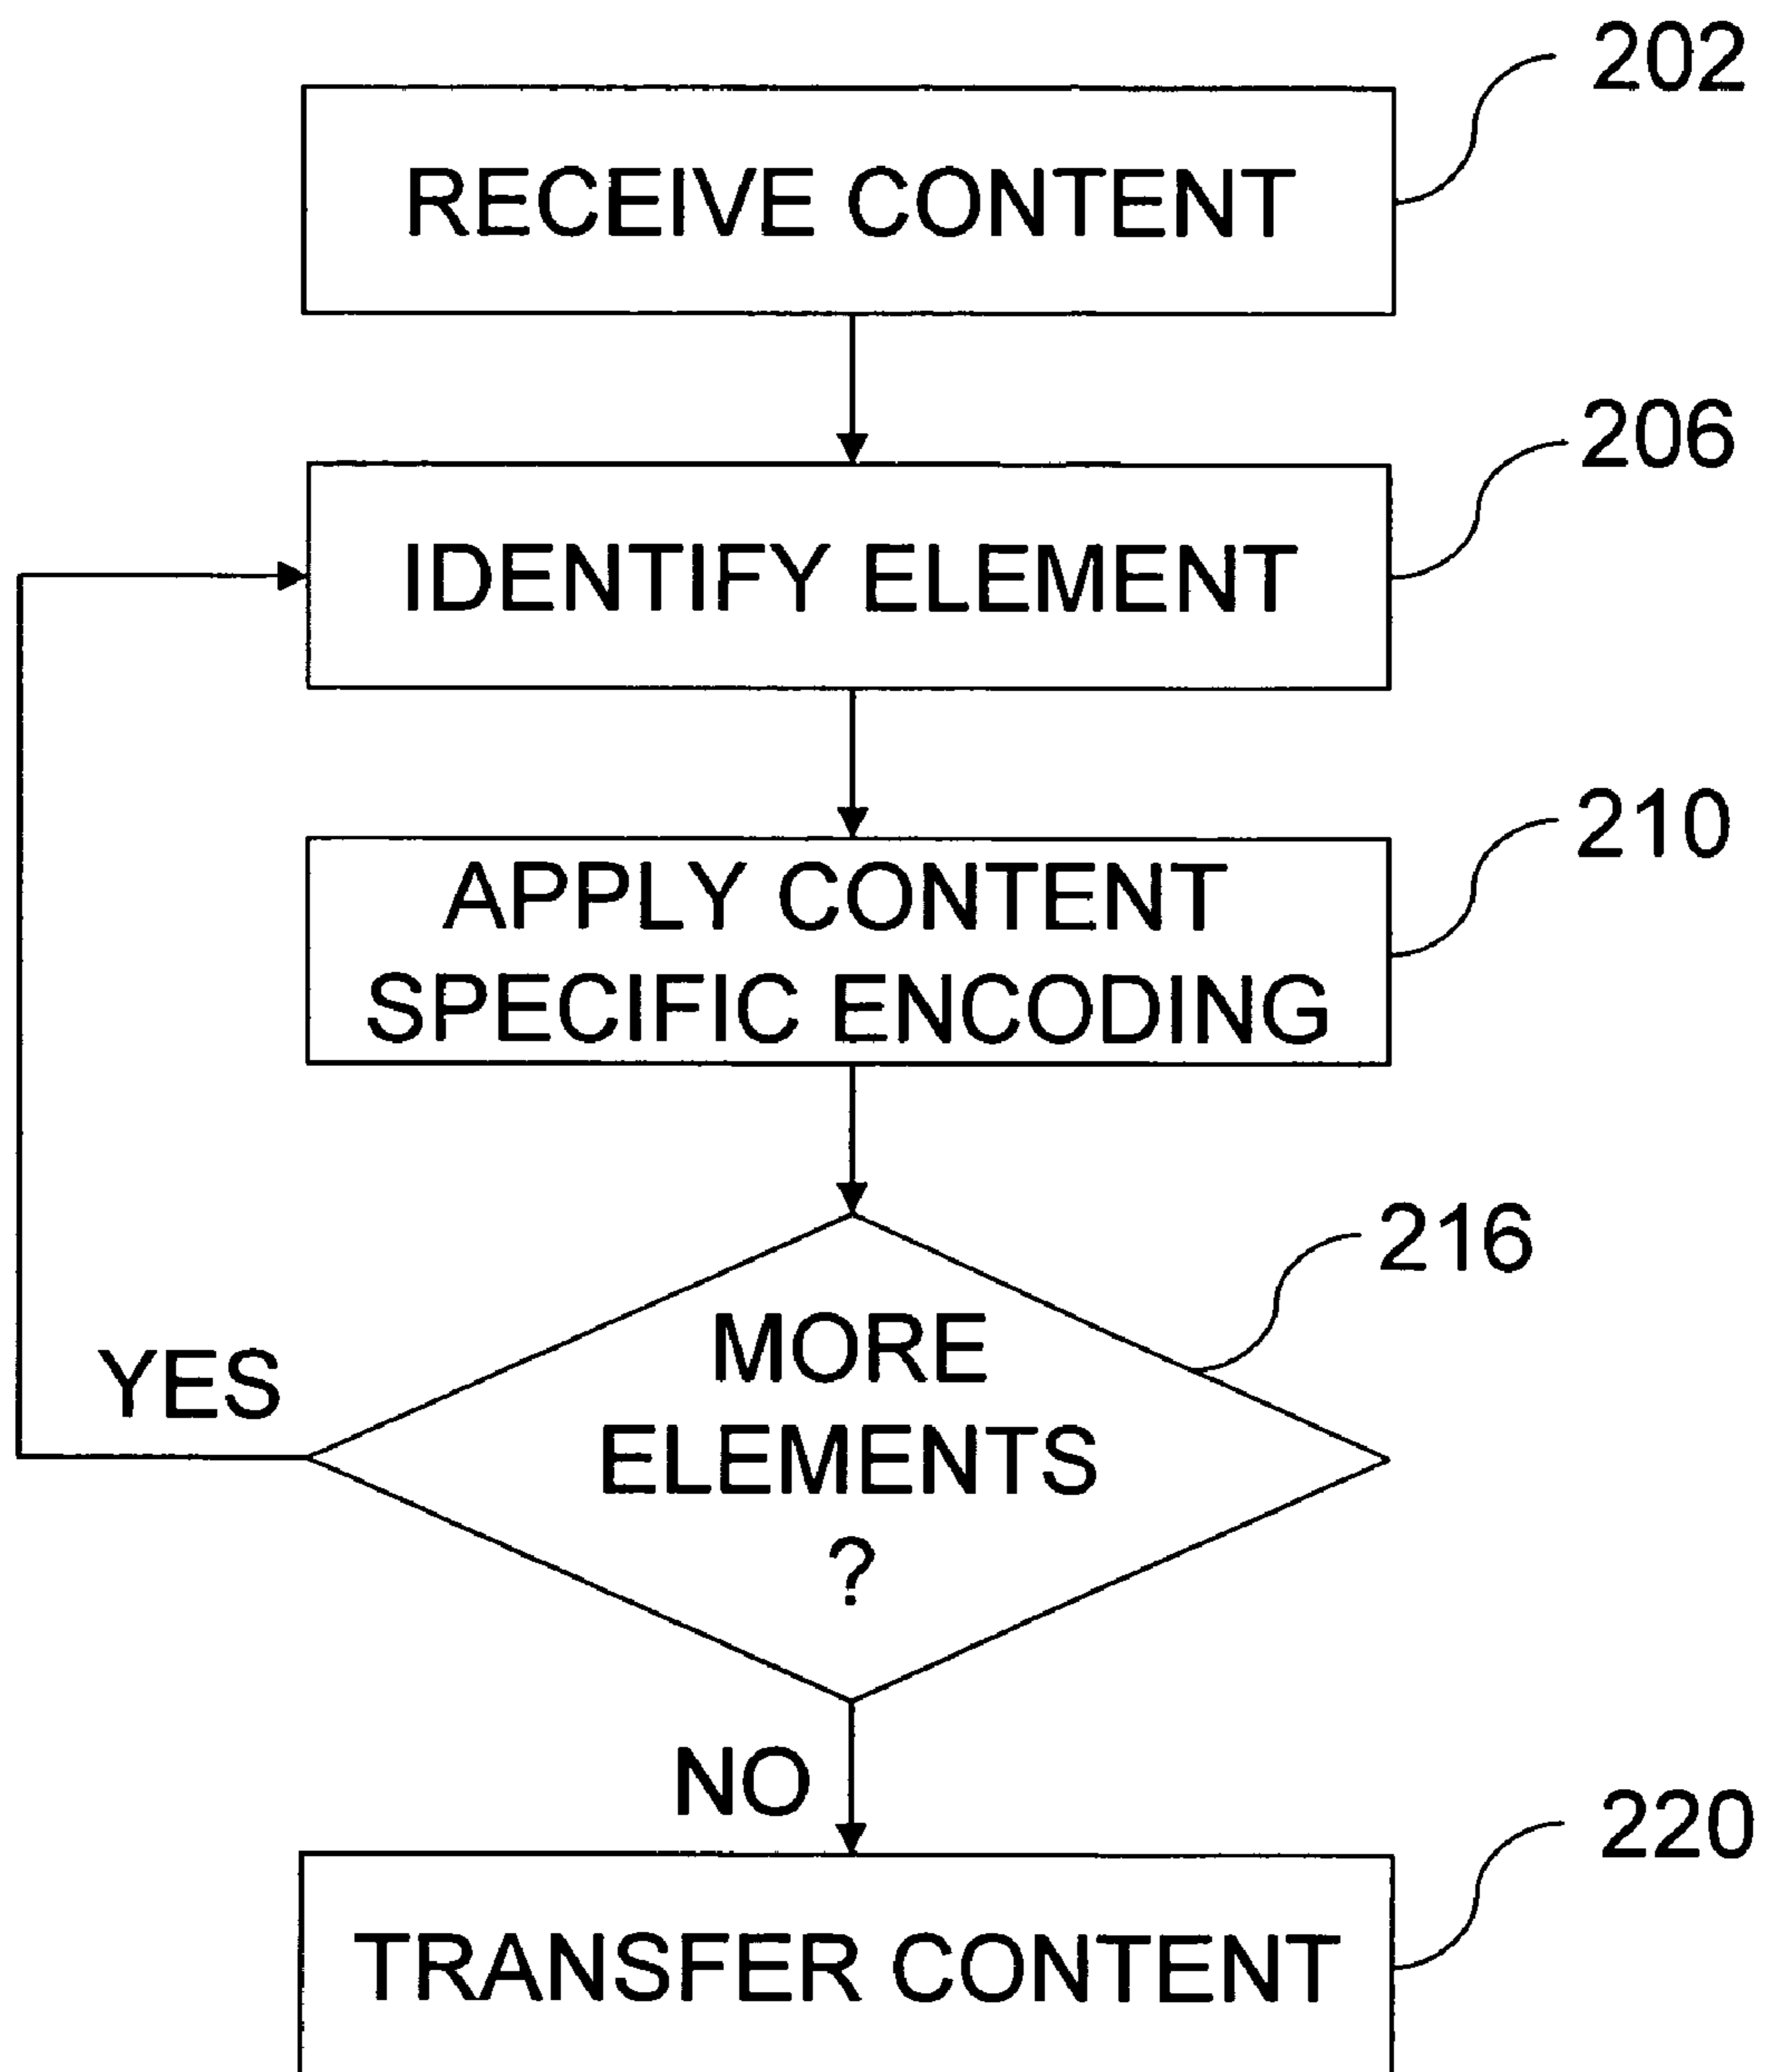 202
RECEIVE CONTENT
206
IDENTIFY ELEMENT
210
APPLY CONTENT
SPECIFIC ENCODING
216
MORE
ELEMENTS
?
YES
NO
220
TRANSFER CONTENT